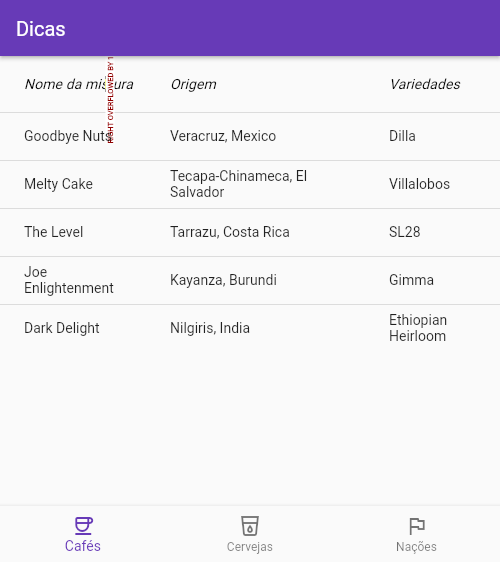 Dicas
Nome da mistura Origem Variedades
RIGHT OVERFLOWED BY 1
Goodbye Nuts Veracruz, Mexico Dilla
Melty Cake Tecapa-Chinameca, El Salvador Villalobos
The Level Tarrazu, Costa Rica SL28
Joe Enlightenment Kayanza, Burundi Gimma
Dark Delight Nilgiris, India Ethiopian Heirloom
Cafés Cervejas Nações